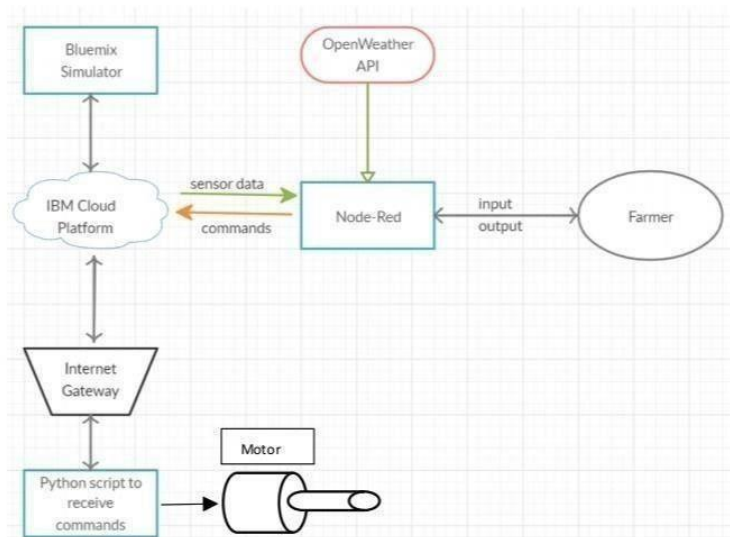 Bluemix
Simulator
OpenWeather
API
IBM Cloud
Platform
sensor data
commands
Node-Red
input
output
Farmer
Internet
Gateway
Motor
Python script to
receive
commands